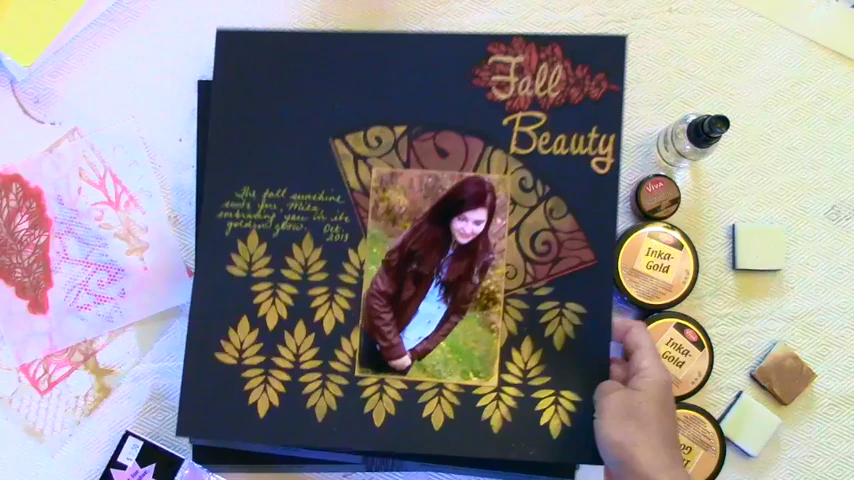 Fall
Beauty
The fall sunshine
suits you, Mila,
embracing you in its
golden glow. Oct.
2013
VIVA
Inka-
Gold
Inka-
Gold